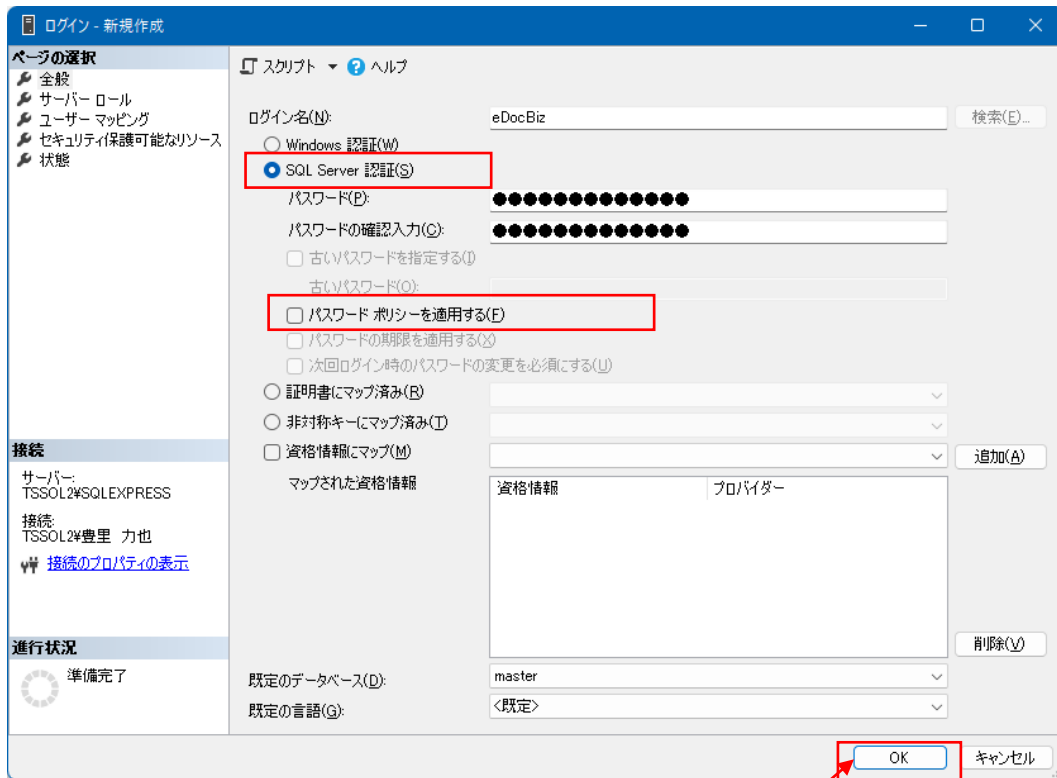 ログイン - 新規作成
ページの選択
全般
サーバー ロール
ユーザー マッピング
セキュリティ保護可能なリソース
状態
接続
サーバー:
TSSOL2¥SQLEXPRESS
接続:
TSSOL2¥豊里 力也
接続のプロパティの表示
進行状況
準備完了
スクリプト ヘルプ
ログイン名(N): eDocBiz 検索(E)...
Windows 認証(W)
SQL Server 認証(S)
パスワード(P): ●●●●●●●●●●●●●
パスワードの確認入力(C): ●●●●●●●●●●●●●
古いパスワードを指定する(I)
古いパスワード(O):
パスワード ポリシーを適用する(F)
パスワードの期限を適用する(X)
次回ログイン時のパスワードの変更を必須にする(U)
証明書にマップ済み(R)
非対称キーにマップ済み(T)
資格情報にマップ(M) 追加(A)
マップされた資格情報 資格情報 プロバイダー
削除(V)
既定のデータベース(D): master
既定の言語(G): <既定>
OK キャンセル